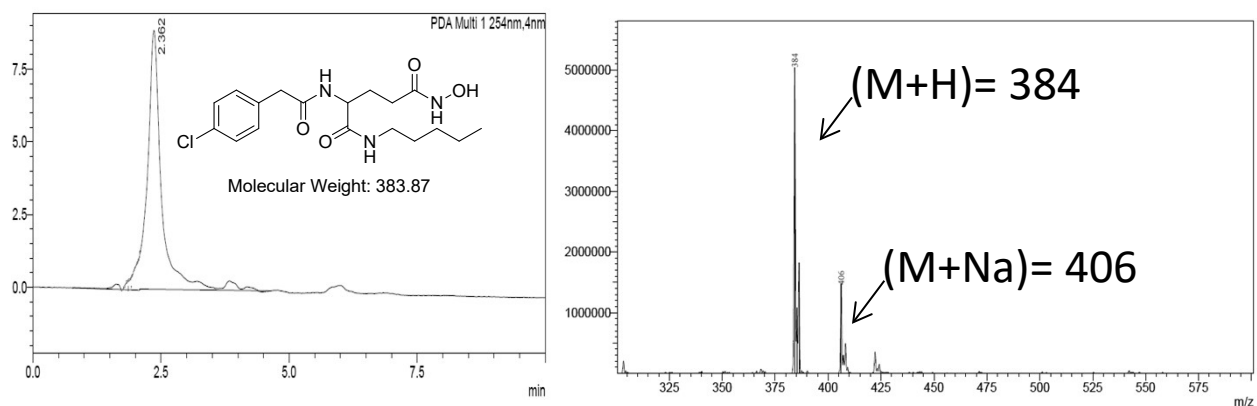 PDA Multi 1 254nm,4nm
2.362
7.5
5.0
2.5
0.0
0.0 2.5 5.0 7.5
min
O
H
N
O
N
H
OH
O
N
H
Cl
Molecular Weight: 383.87
5000000
4000000
3000000
2000000
1000000
384
(M+H)= 384
406
(M+Na)= 406
325 350 375 400 425 450 475 500 525 550 575
m/z